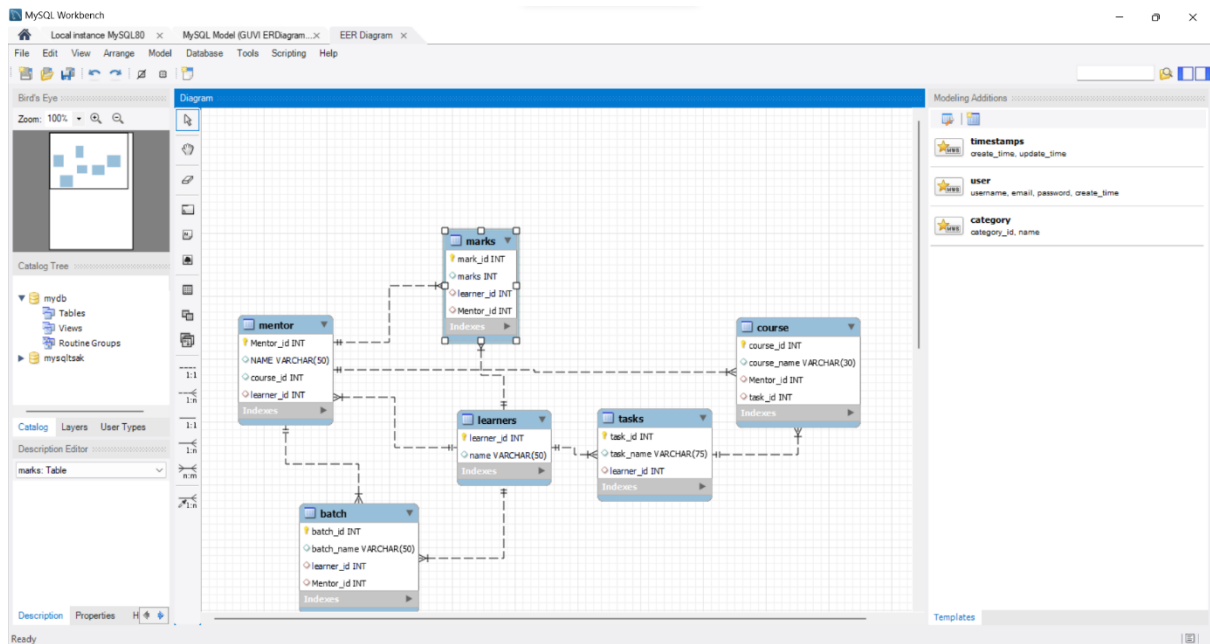 MySQL Workbench
Local instance MySQL80
MySQL Model (GUVI ERDiagram...
EER Diagram
File Edit View Arrange Model Database Tools Scripting Help
Bird's Eye
Zoom: 100%
Catalog Tree
mydb
Tables
Views
Routine Groups
mysqltsak
Catalog Layers User Types
Description Editor
marks: Table
Description Properties H
Ready
Diagram
1:1
1:n
1:1
1:n
n:m
1:n
marks
mark_id INT
marks INT
learner_id INT
Mentor_id INT
Indexes
mentor
Mentor_id INT
NAME VARCHAR(50)
course_id INT
learner_id INT
Indexes
course
course_id INT
course_name VARCHAR(30)
Mentor_id INT
task_id INT
Indexes
learners
learner_id INT
name VARCHAR(50)
Indexes
tasks
task_id INT
task_name VARCHAR(75)
learner_id INT
Indexes
batch
batch_id INT
batch_name VARCHAR(50)
learner_id INT
Mentor_id INT
Indexes
Modeling Additions
timestamps
create_time, update_time
user
username, email, password, create_time
category
category_id, name
Templates